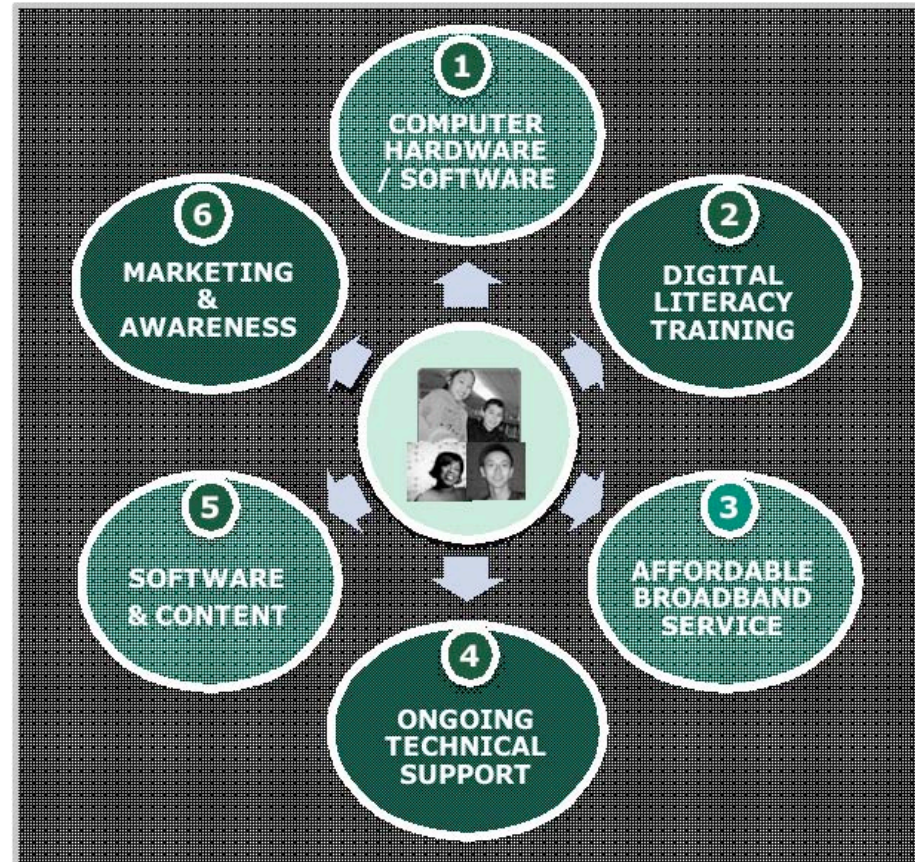 1
COMPUTER
HARDWARE
/ SOFTWARE
2
DIGITAL
LITERACY
TRAINING
3
AFFORDABLE
BROADBAND
SERVICE
4
ONGOING
TECHNICAL
SUPPORT
5
SOFTWARE
& CONTENT
6
MARKETING
&
AWARENESS